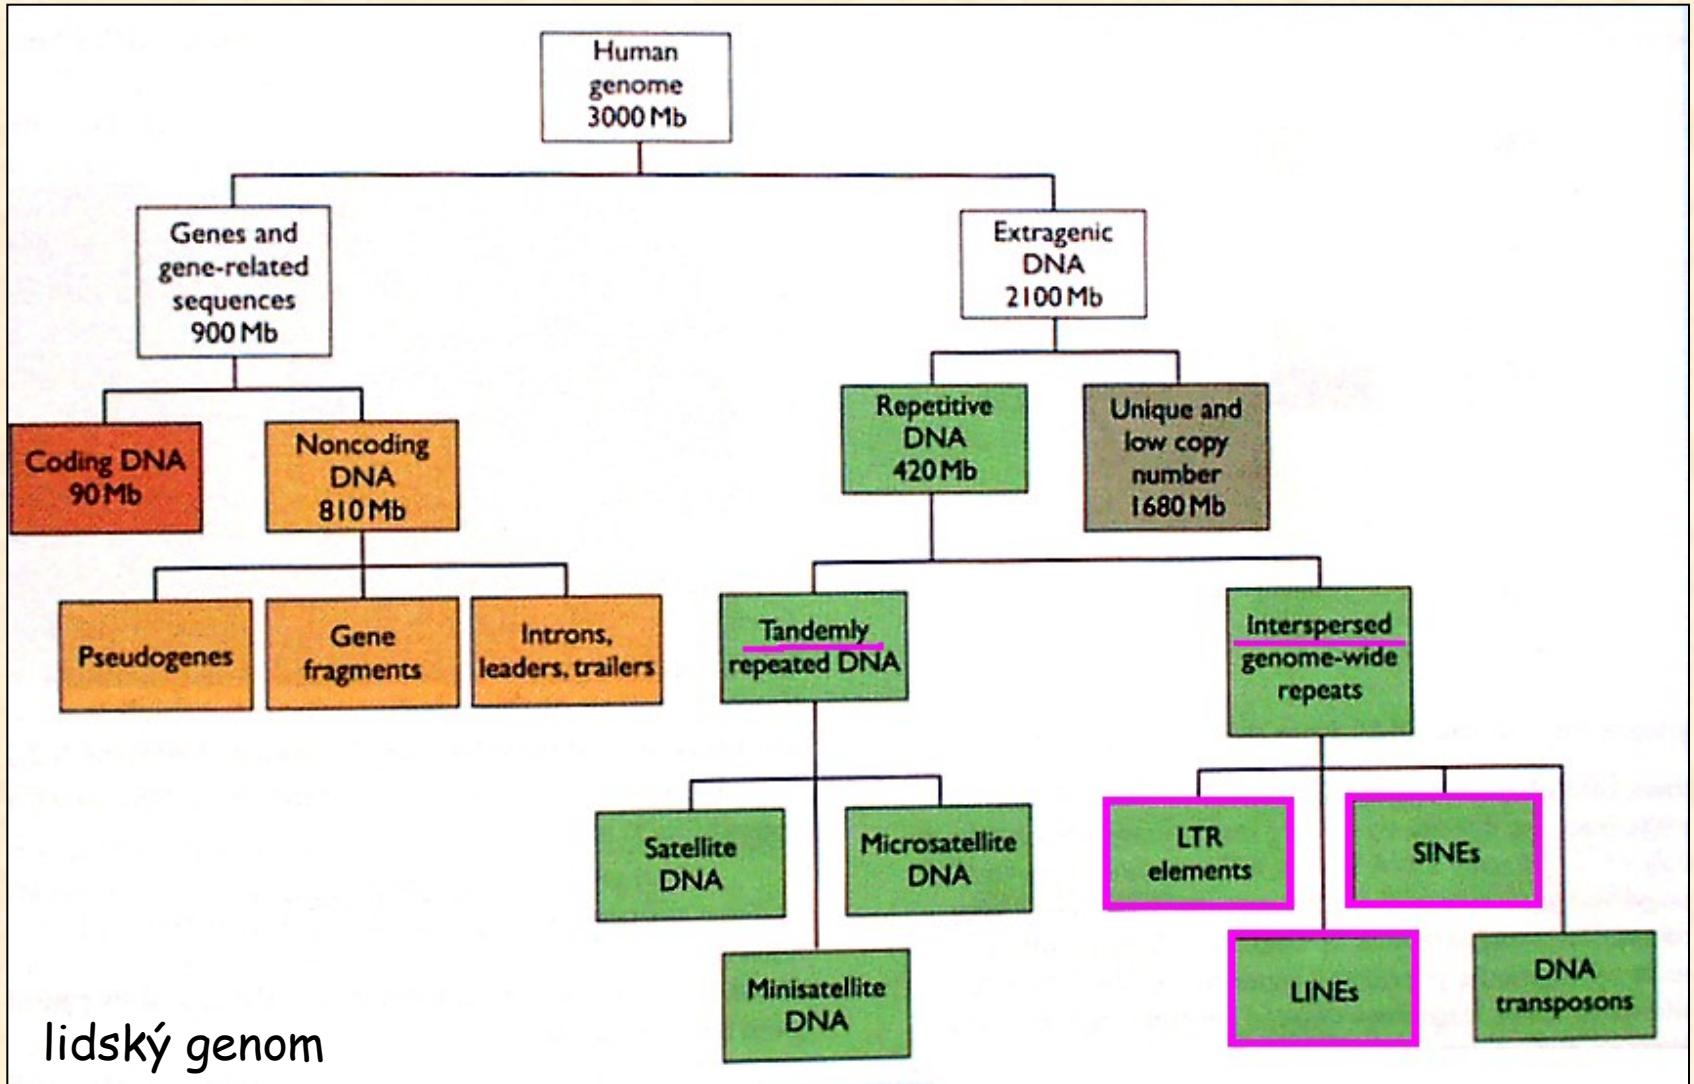 Human
genome
3000 Mb
Genes and
gene-related
sequences
900 Mb
Extragenic
DNA
2100 Mb
Coding DNA
90 Mb
Noncoding
DNA
810 Mb
Repetitive
DNA
420 Mb
Unique and
low copy
number
1680 Mb
Pseudogenes
Gene
fragments
Introns,
leaders, trailers
Tandemly
repeated DNA
Interspersed
genome-wide
repeats
Satellite
DNA
Microsatellite
DNA
Minisatellite
DNA
LTR
elements
SINEs
LINEs
DNA
transposons
lidský genom